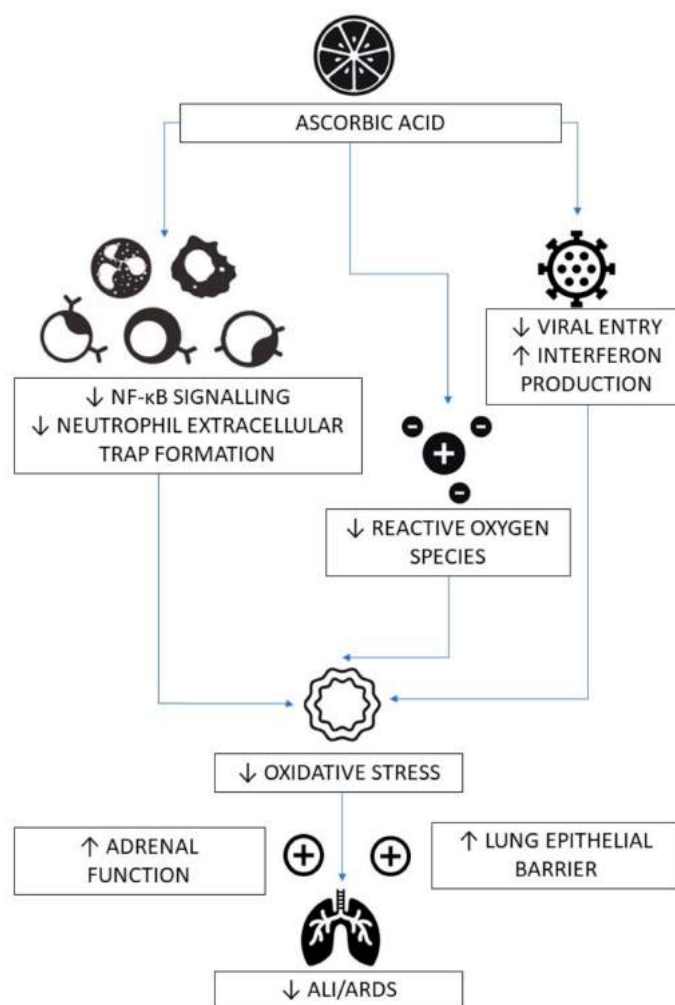 ASCORBIC ACID
↓ NF-κB SIGNALLING
↓ NEUTROPHIL EXTRACELLULAR
TRAP FORMATION
↓ VIRAL ENTRY
↑ INTERFERON
PRODUCTION
↓ REACTIVE OXYGEN
SPECIES
↓ OXIDATIVE STRESS
↑ ADRENAL
FUNCTION
↑ LUNG EPITHELIAL
BARRIER
↓ ALI/ARDS